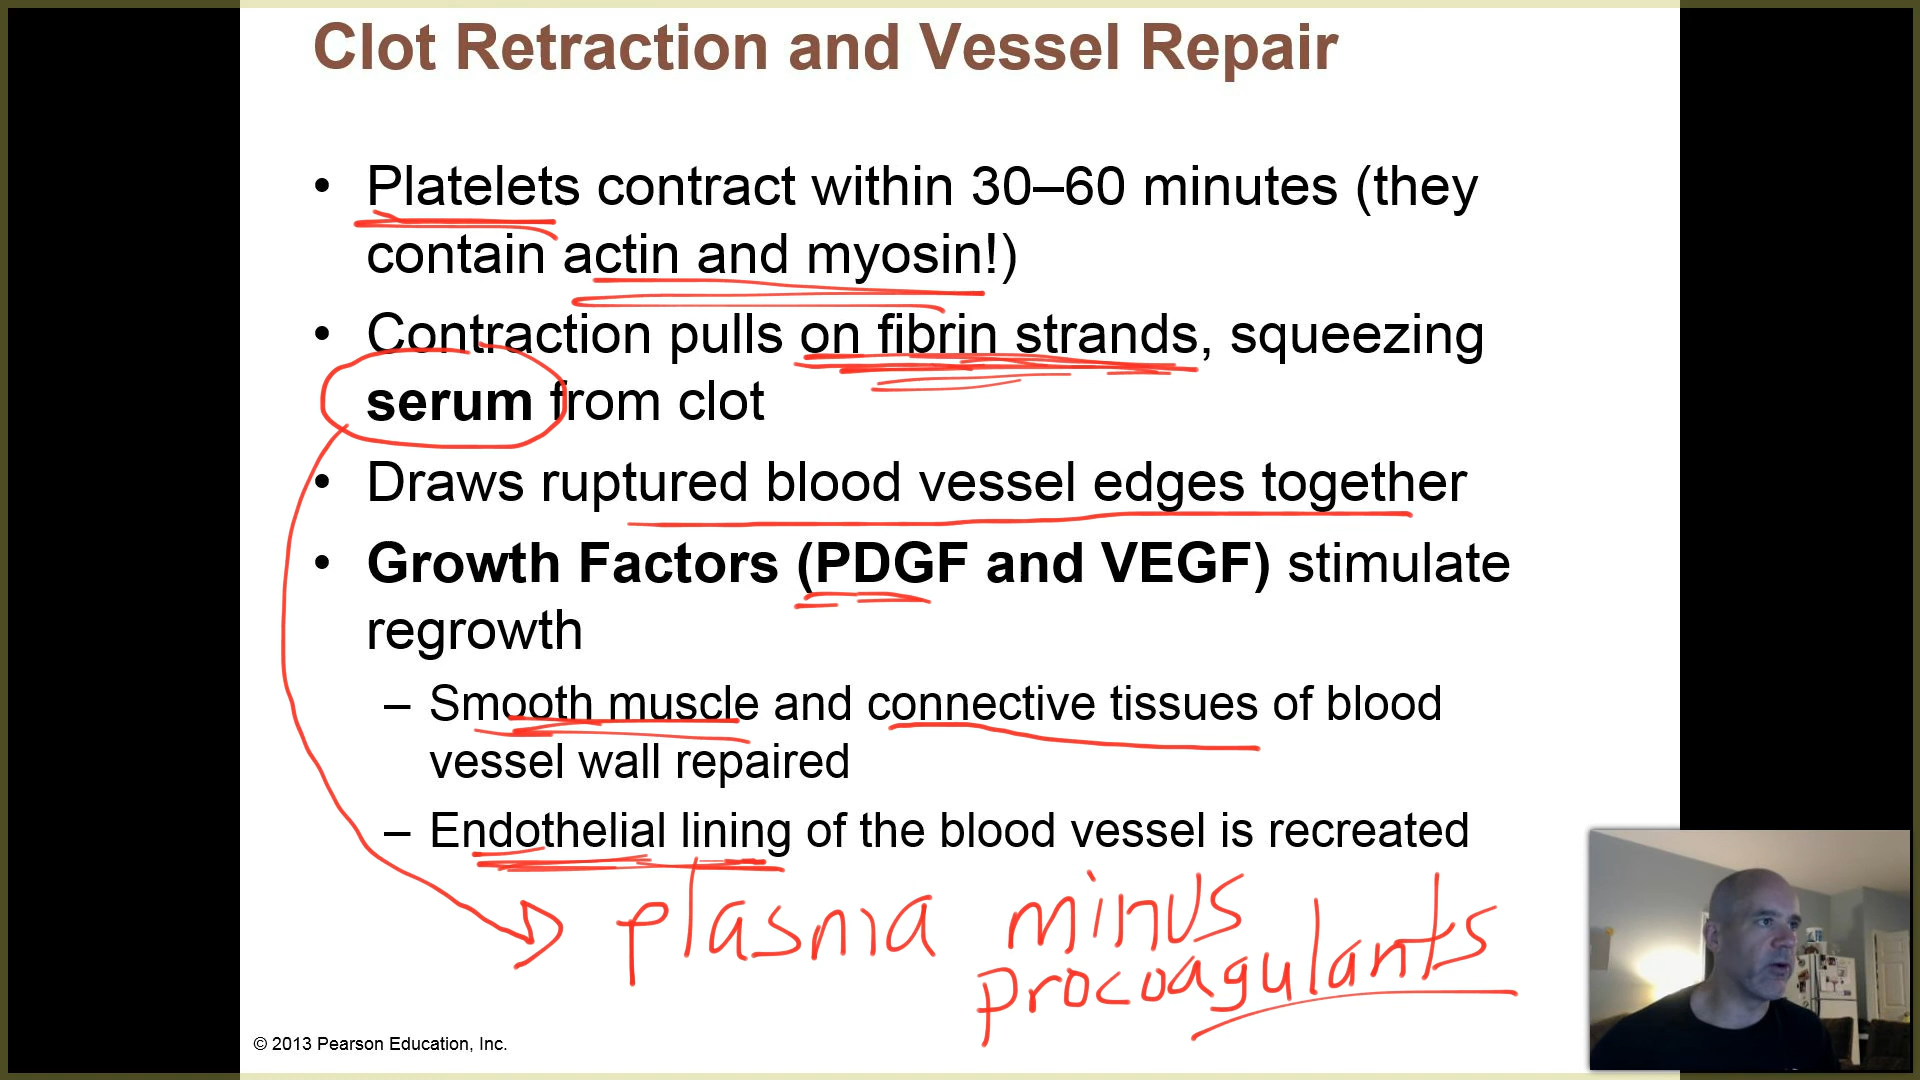 Clot Retraction and Vessel Repair
• Platelets contract within 30–60 minutes (they
contain actin and myosin!)
• Contraction pulls on fibrin strands, squeezing
serum from clot
• Draws ruptured blood vessel edges together
• Growth Factors (PDGF and VEGF) stimulate
regrowth
– Smooth muscle and connective tissues of blood
vessel wall repaired
– Endothelial lining of the blood vessel is recreated
plasma minus
procoagulants
© 2013 Pearson Education, Inc.